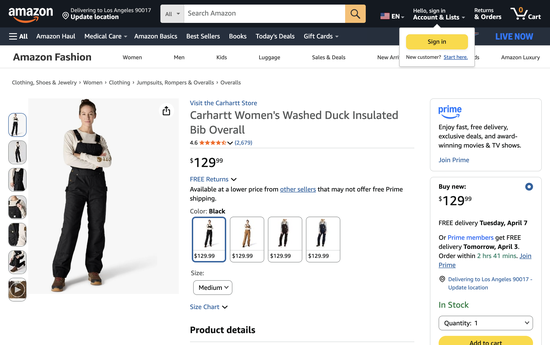 amazon
Delivering to Los Angeles 90017
Update location
All
Search Amazon
EN
Hello, sign in
Account & Lists
Returns
& Orders
0
Cart
All
Amazon Haul
Medical Care
Amazon Basics
Best Sellers
Books
Today's Deals
Gift Cards
LIVE NOW
Sign in
New customer? Start here.
Amazon Fashion
Women
Men
Kids
Luggage
Sales & Deals
Amazon Luxury
Clothing, Shoes & Jewelry › Women › Clothing › Jumpsuits, Rompers & Overalls › Overalls
Visit the Carhartt Store
Carhartt Women's Washed Duck Insulated
Bib Overall
4.6
(2,679)
$129.99
FREE Returns
Available at a lower price from other sellers that may not offer free Prime
shipping.
Color: Black
$129.99
$129.99
$129.99
$129.99
Size:
Medium
Size Chart
Product details
prime
Enjoy fast, free delivery,
exclusive deals, and award-
winning movies & TV shows.
Join Prime
Buy new:
$129.99
FREE delivery Tuesday, April 7
Or Prime members get FREE
delivery Tomorrow, April 3.
Order within 2 hrs 41 mins. Join
Prime
Delivering to Los Angeles 90017 -
Update location
In Stock
Quantity: 1
Add to cart